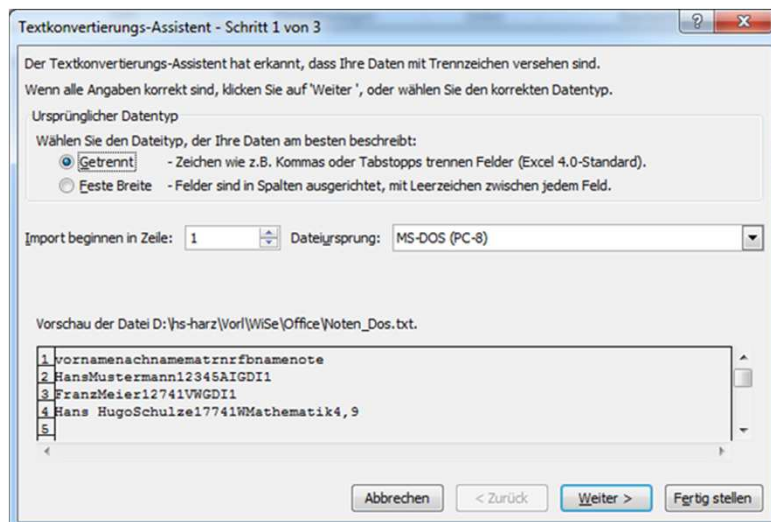 Textkonvertierungs-Assistent - Schritt 1 von 3
Der Textkonvertierungs-Assistent hat erkannt, dass Ihre Daten mit Trennzeichen versehen sind.
Wenn alle Angaben korrekt sind, klicken Sie auf 'Weiter ', oder wählen Sie den korrekten Datentyp.
Ursprünglicher Datentyp
Wählen Sie den Dateityp, der Ihre Daten am besten beschreibt:
Getrennt - Zeichen wie z.B. Kommas oder Tabstopps trennen Felder (Excel 4.0-Standard).
Feste Breite - Felder sind in Spalten ausgerichtet, mit Leerzeichen zwischen jedem Feld.
Import beginnen in Zeile: 1 Dateiursprung: MS-DOS (PC-8)
Vorschau der Datei D:\hs-harz\Vorl\WiSe\Office\Noten_Dos.txt.
1 vornamenachnamematrnrfbnamenote
2 HansMustermann12345AIGDI1
3 FranzMeier12741VWGDI1
4 Hans HugoSchulze17741WMathematik4,9
5
Abbrechen < Zurück Weiter > Fertig stellen